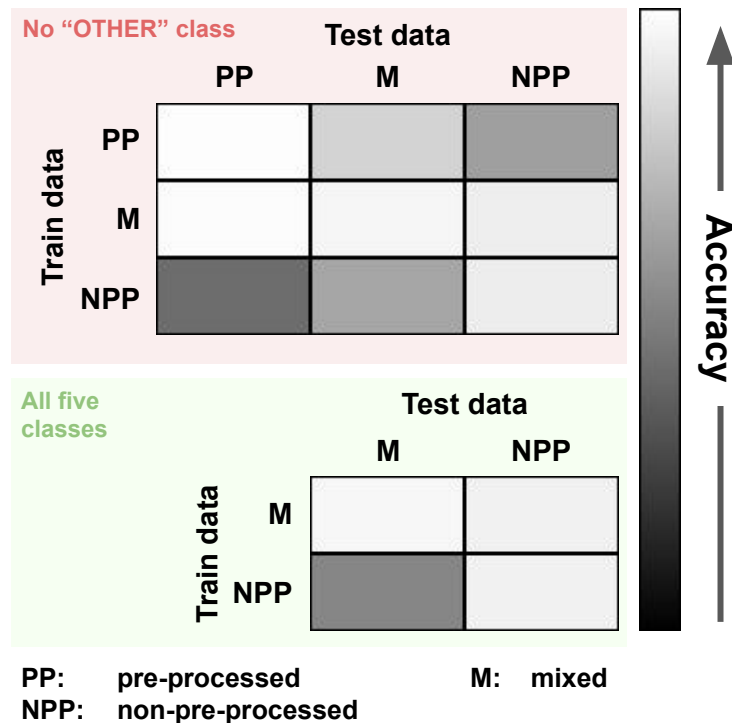 No “OTHER” class
Test data
PP M NPP
Train data
PP
M
NPP
Accuracy
All five
classes
Test data
M NPP
Train data
M
NPP
PP: pre-processed M: mixed
NPP: non-pre-processed